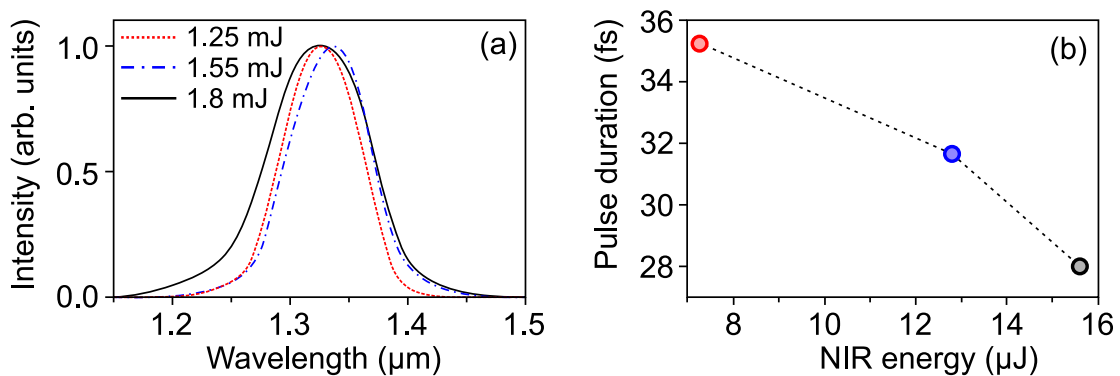 (a)
1.25 mJ
1.55 mJ
1.8 mJ
Intensity (arb. units)
1.0
0.5
0.0
1.2
1.3
1.4
1.5
Wavelength (µm)
(b)
Pulse duration (fs)
36
34
32
30
28
8
10
12
14
16
NIR energy (µJ)